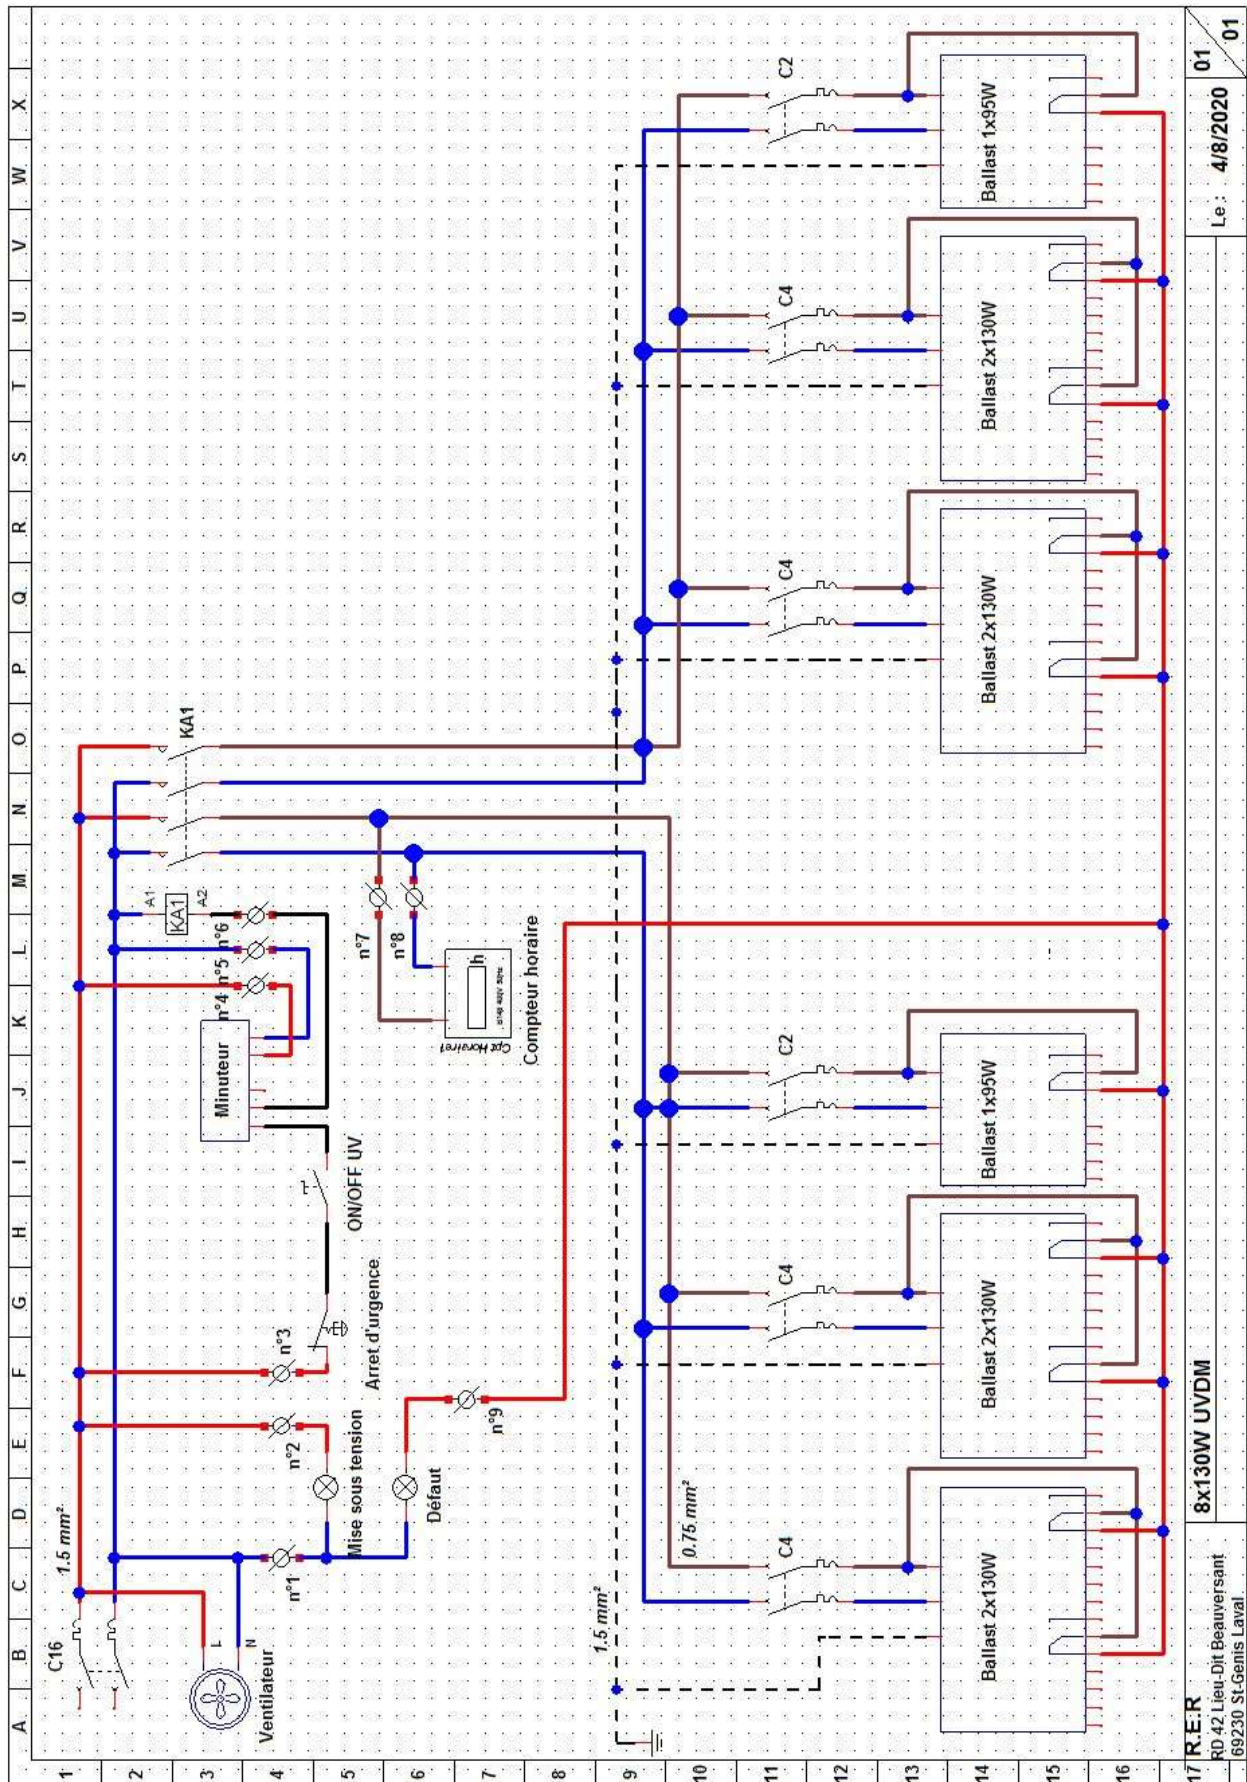 A B C D E F G H I J K L M N O P Q R S T U V W X
1
2
3
4
5
6
7
8
9
10
11
12
13
14
15
16
17
C16
1.5 mm²
L
N
Ventilateur
n°1
n°2
n°3
Mise sous tension
Défaut
n°9
Arret d'urgence
ON/OFF UV
Minuteur
n°4
n°5
n°6
A1
KA1
A2
KA1
n°7
n°8
h
Cpt Horaire1
Compteur horaire
1.5 mm²
0.75 mm²
C4
C4
C2
C4
C4
C2
Ballast 2x130W
Ballast 2x130W
Ballast 1x95W
Ballast 2x130W
Ballast 2x130W
Ballast 1x95W
R.E.R
RD 42 Lieu-Dit Beauversant
69230 St-Genis Laval
8x130W UVDM
Le : 4/8/2020
01
01